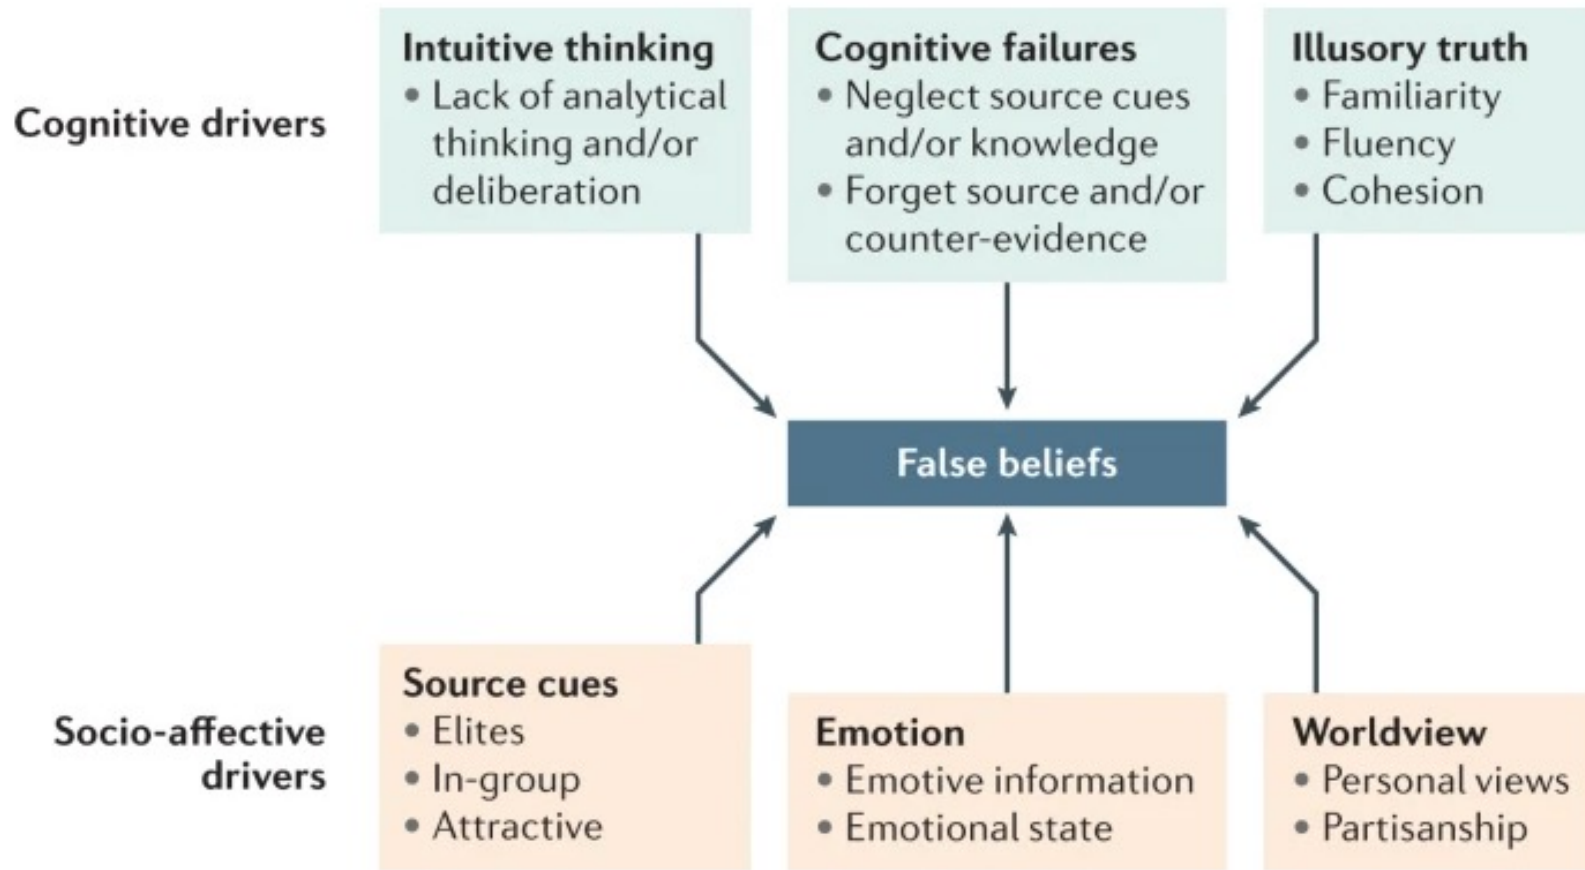 Cognitive drivers
Intuitive thinking
• Lack of analytical
thinking and/or
deliberation
Cognitive failures
• Neglect source cues
and/or knowledge
• Forget source and/or
counter-evidence
Illusory truth
• Familiarity
• Fluency
• Cohesion
False beliefs
Socio-affective
drivers
Source cues
• Elites
• In-group
• Attractive
Emotion
• Emotive information
• Emotional state
Worldview
• Personal views
• Partisanship